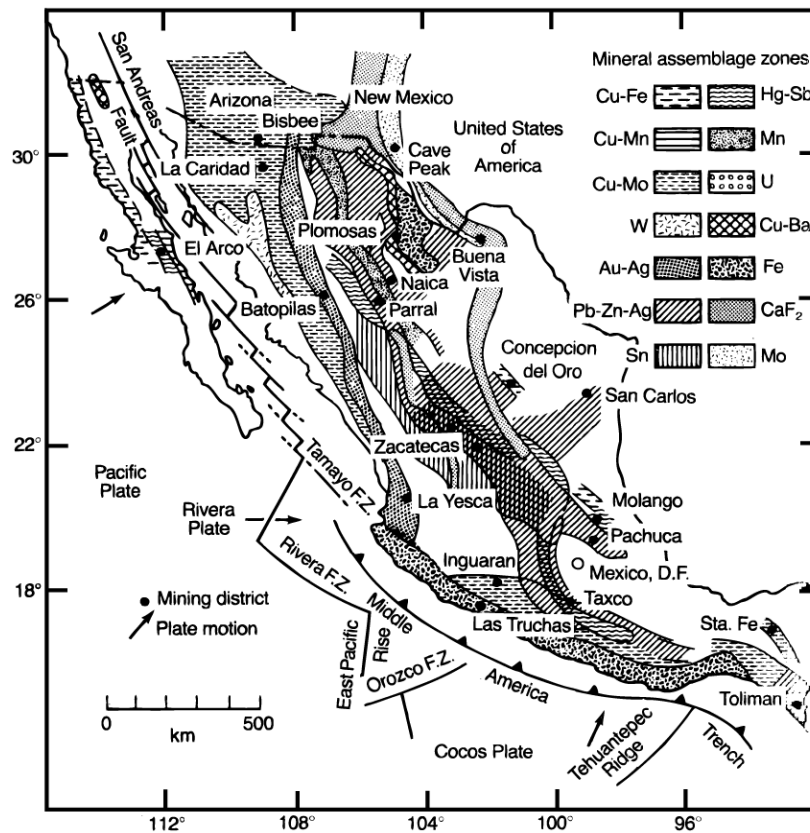 San Andreas
Fault
Arizona
Bisbee
New Mexico
Cave
Peak
United States
of
America
La Caridad
El Arco
Plomosas
Buena
Vista
Naica
Parral
Batopilas
Concepcion
del Oro
San Carlos
Zacatecas
La Yesca
Molango
Pachuca
Mexico, D.F.
Inguaran
Taxco
Las Truchas
Sta. Fe
Toliman
Pacific
Plate
Rivera
Plate
Tamayo F.Z.
Rivera F.Z.
Middle
America
Trench
East Pacific
Rise
Orozco F.Z.
Cocos Plate
Tehuantepec
Ridge
Mineral assemblage zones
Cu-Fe
Hg-Sb
Cu-Mn
Mn
Cu-Mo
U
W
Cu-Ba
Au-Ag
Fe
Pb-Zn-Ag
CaF₂
Sn
Mo
Mining district
Plate motion
0 500
km
30°
26°
22°
18°
112° 108° 104° 100° 96°